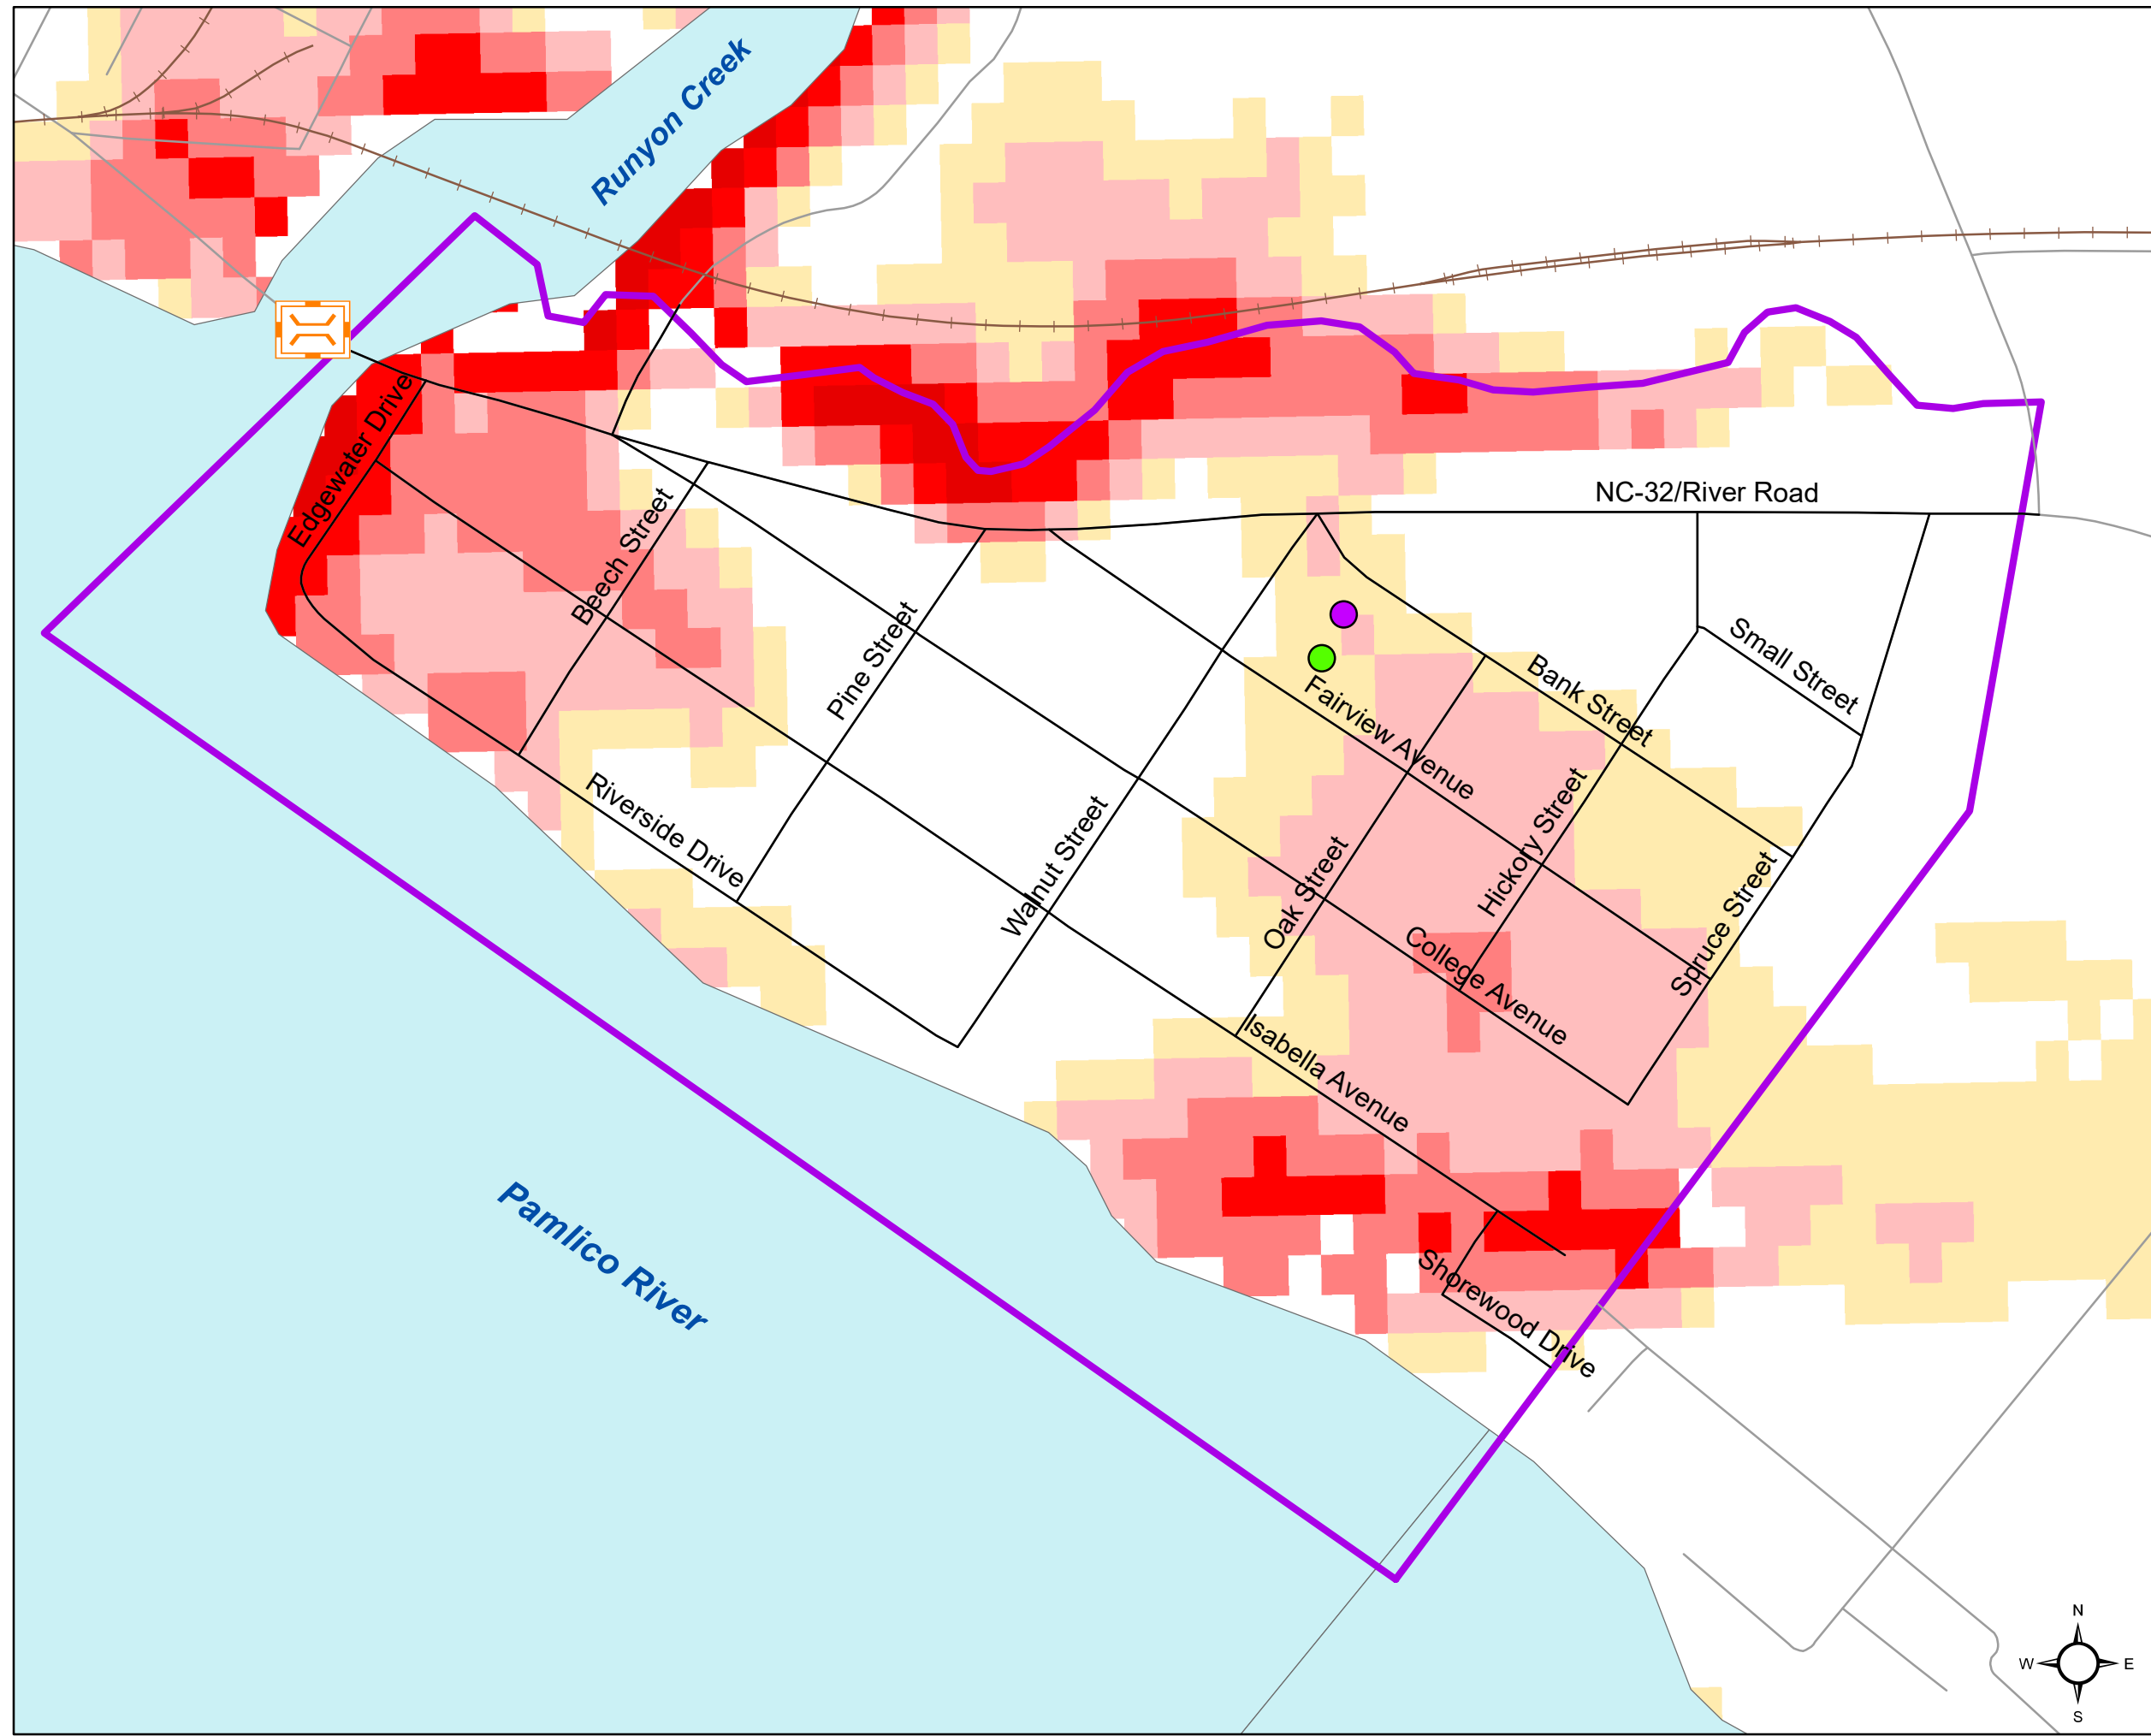 Runyon Creek
Edgewater Drive
NC-32/River Road
Beech Street
Pine Street
Small Street
Bank Street
Fairview Avenue
Riverside Drive
Walnut Street
Hickory Street
Oak Street
Spruce Street
College Avenue
Isabella Avenue
Pamlico River
Shorewood Drive
N
W E
S